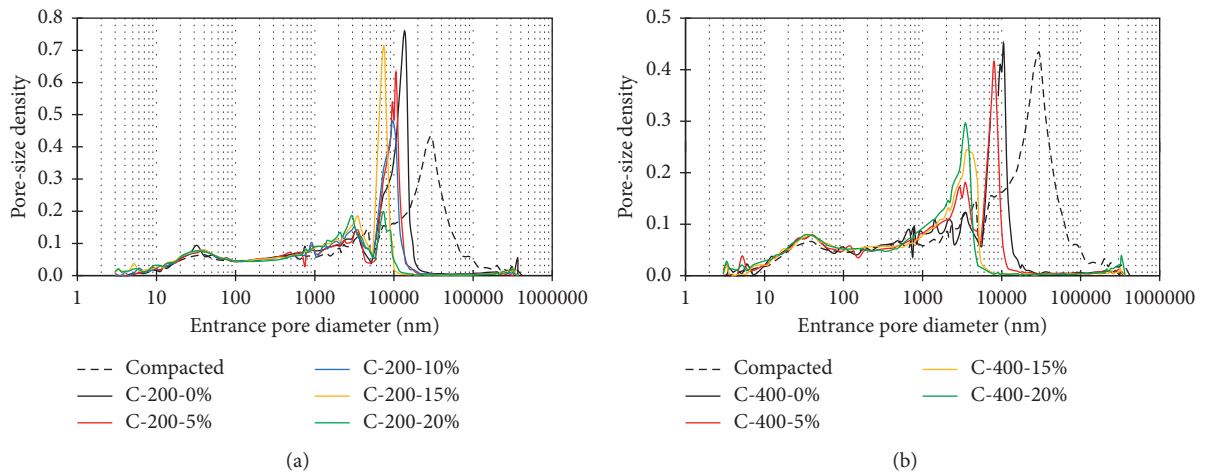 Pore-size density
0.8
0.7
0.6
0.5
0.4
0.3
0.2
0.1
0.0
1 10 100 1000 10000 100000 1000000
Entrance pore diameter (nm)
Compacted
C-200-0%
C-200-5%
C-200-10%
C-200-15%
C-200-20%
(a)
Pore-size density
0.5
0.4
0.3
0.2
0.1
0.0
1 10 100 1000 10000 100000 1000000
Entrance pore diameter (nm)
Compacted
C-400-0%
C-400-5%
C-400-15%
C-400-20%
(b)